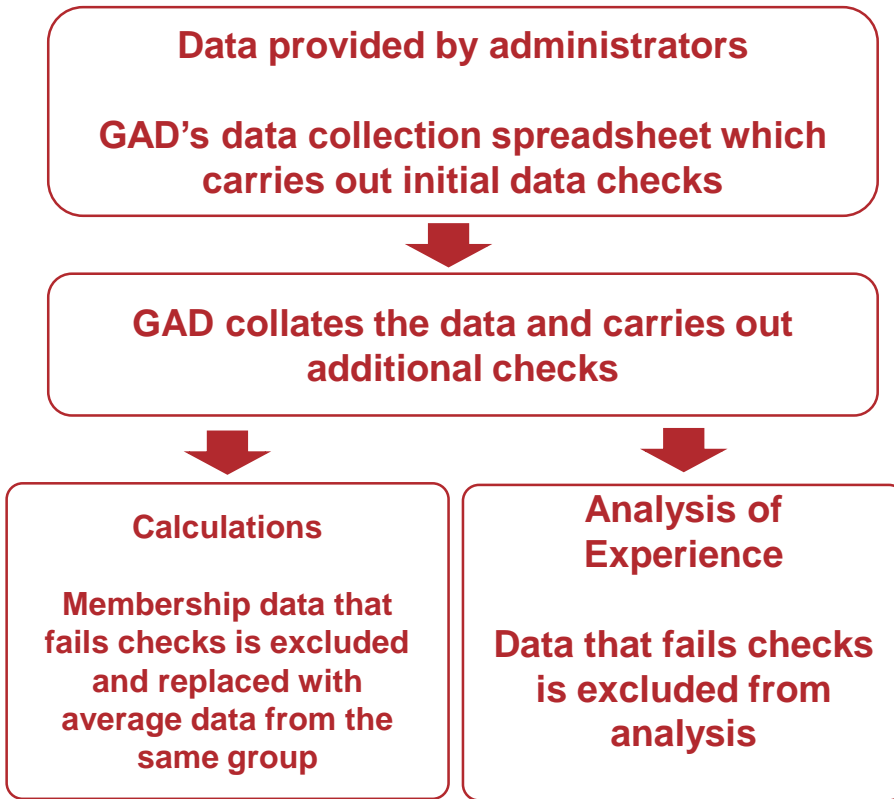 Data provided by administrators
GAD’s data collection spreadsheet which
carries out initial data checks
GAD collates the data and carries out
additional checks
Calculations
Membership data that
fails checks is excluded
and replaced with
average data from the
same group
Analysis of
Experience
Data that fails checks
is excluded from
analysis